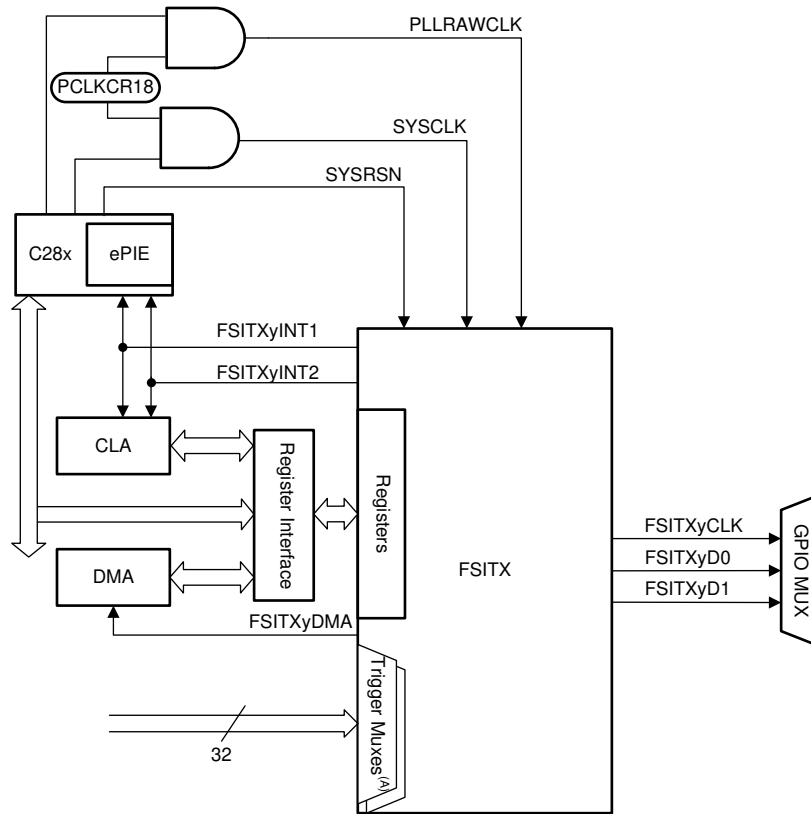 PLLRAWCLK
PCLKCR18
SYSCLK
SYSRSN
C28x
ePIE
FSITXyINT1
FSITXyINT2
CLA
Register Interface
Registers
FSITX
FSITXyCLK
FSITXyD0
FSITXyD1
GPIO MUX
DMA
FSITXyDMA
Trigger Muxes(A)
32